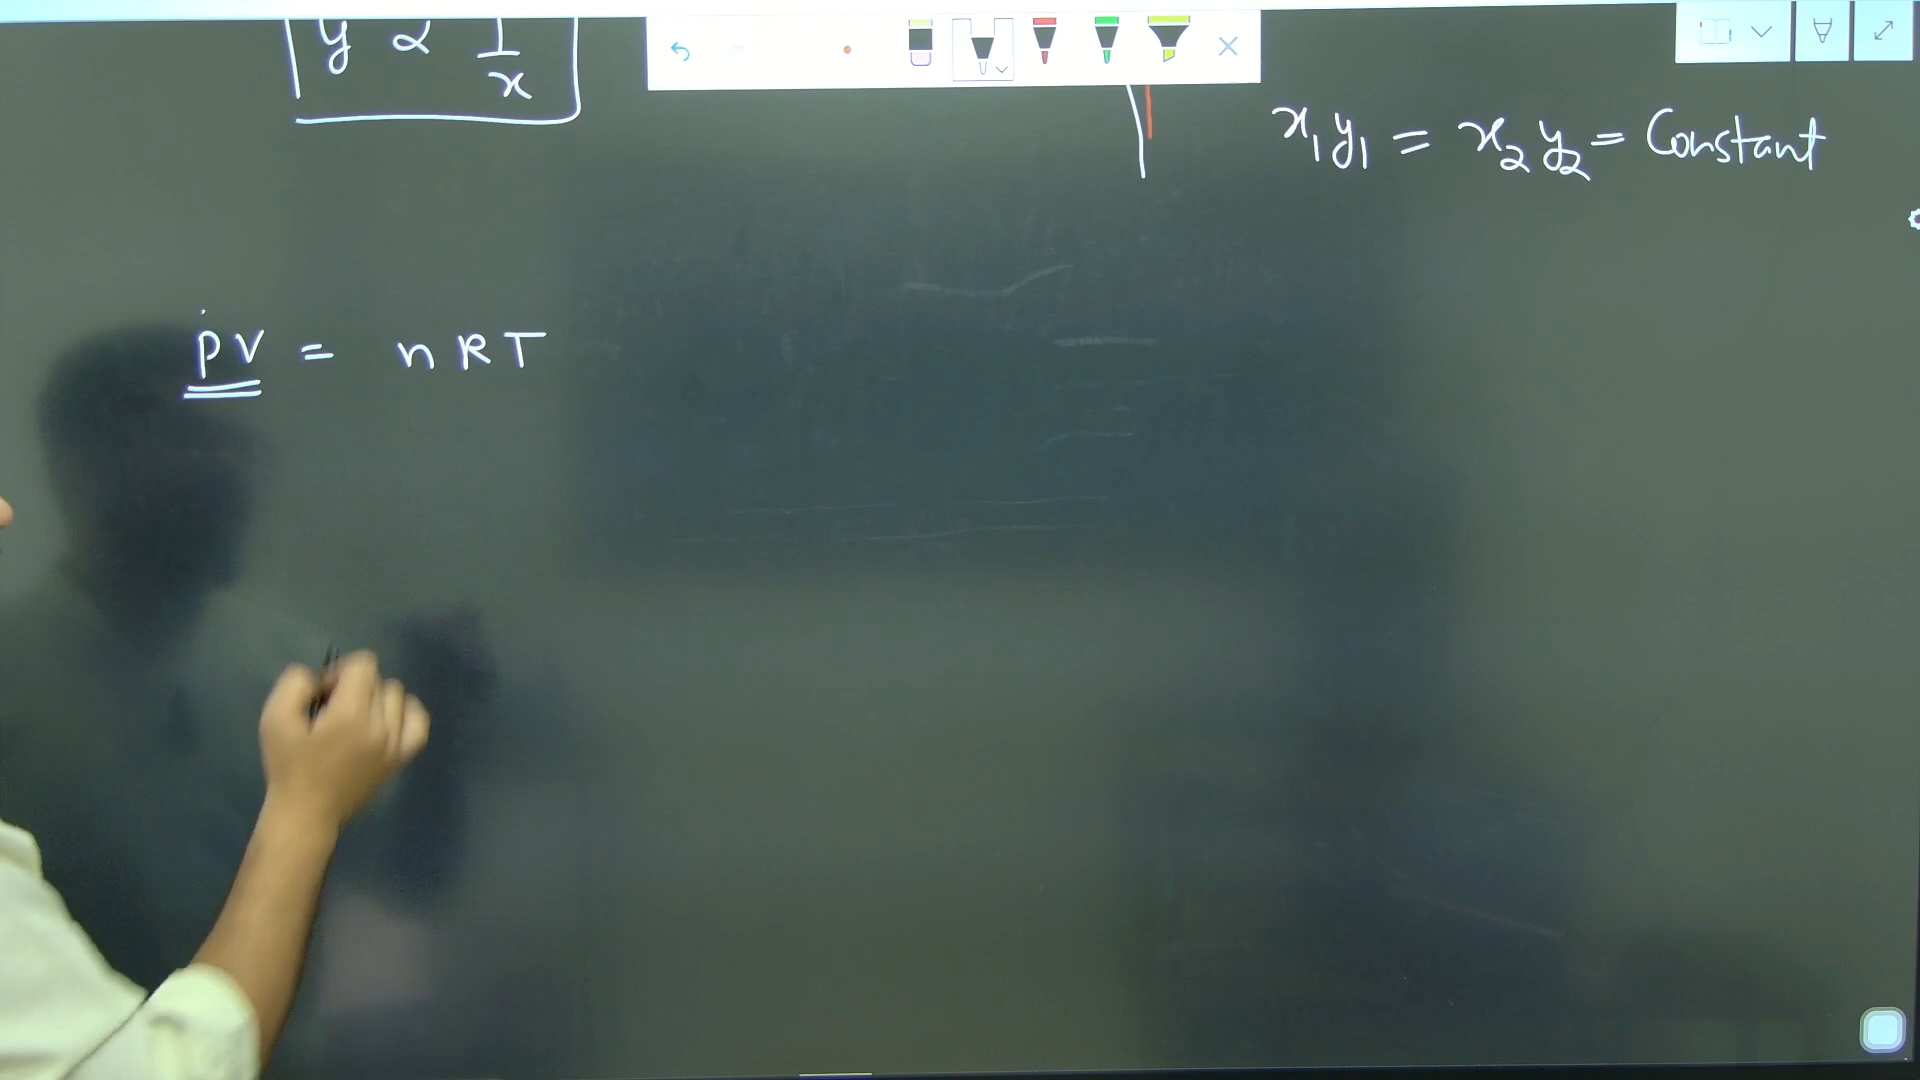 y ∝ 1/x
x₁y₁ = x₂y₂ = Constant
PV = nRT